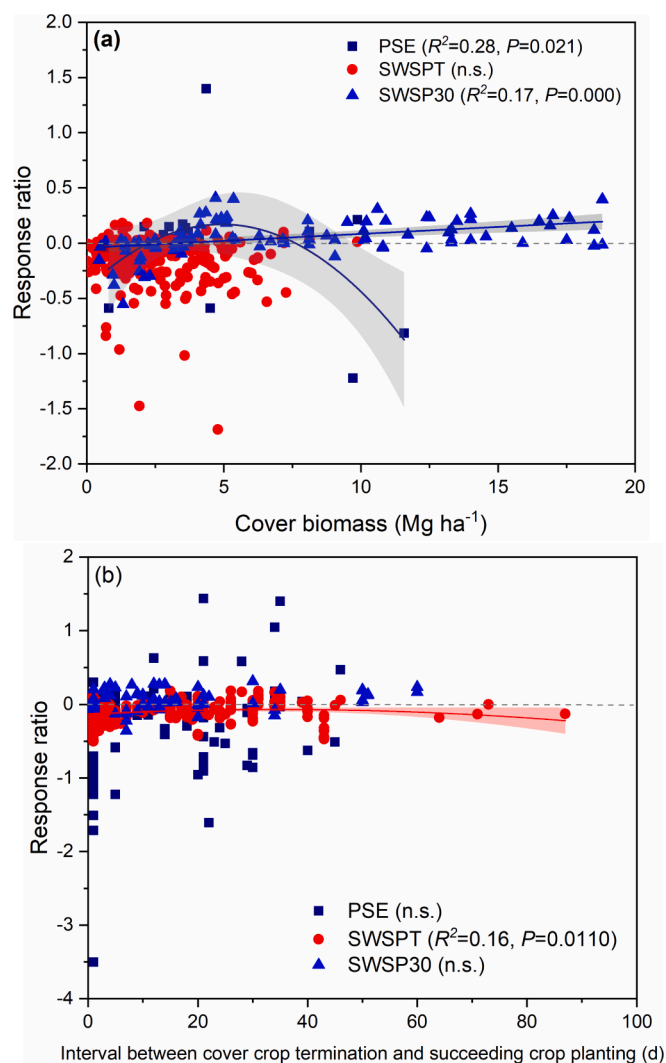 (a)
PSE (R²=0.28, P=0.021)
SWSPT (n.s.)
SWSP30 (R²=0.17, P=0.000)
2.0
1.5
1.0
0.5
0.0
-0.5
-1.0
-1.5
-2.0
Response ratio
0 5 10 15 20
Cover biomass (Mg ha⁻¹)
(b)
2
1
0
-1
-2
-3
-4
Response ratio
PSE (n.s.)
SWSPT (R²=0.16, P=0.0110)
SWSP30 (n.s.)
0 20 40 60 80 100
Interval between cover crop termination and succeeding crop planting (d)